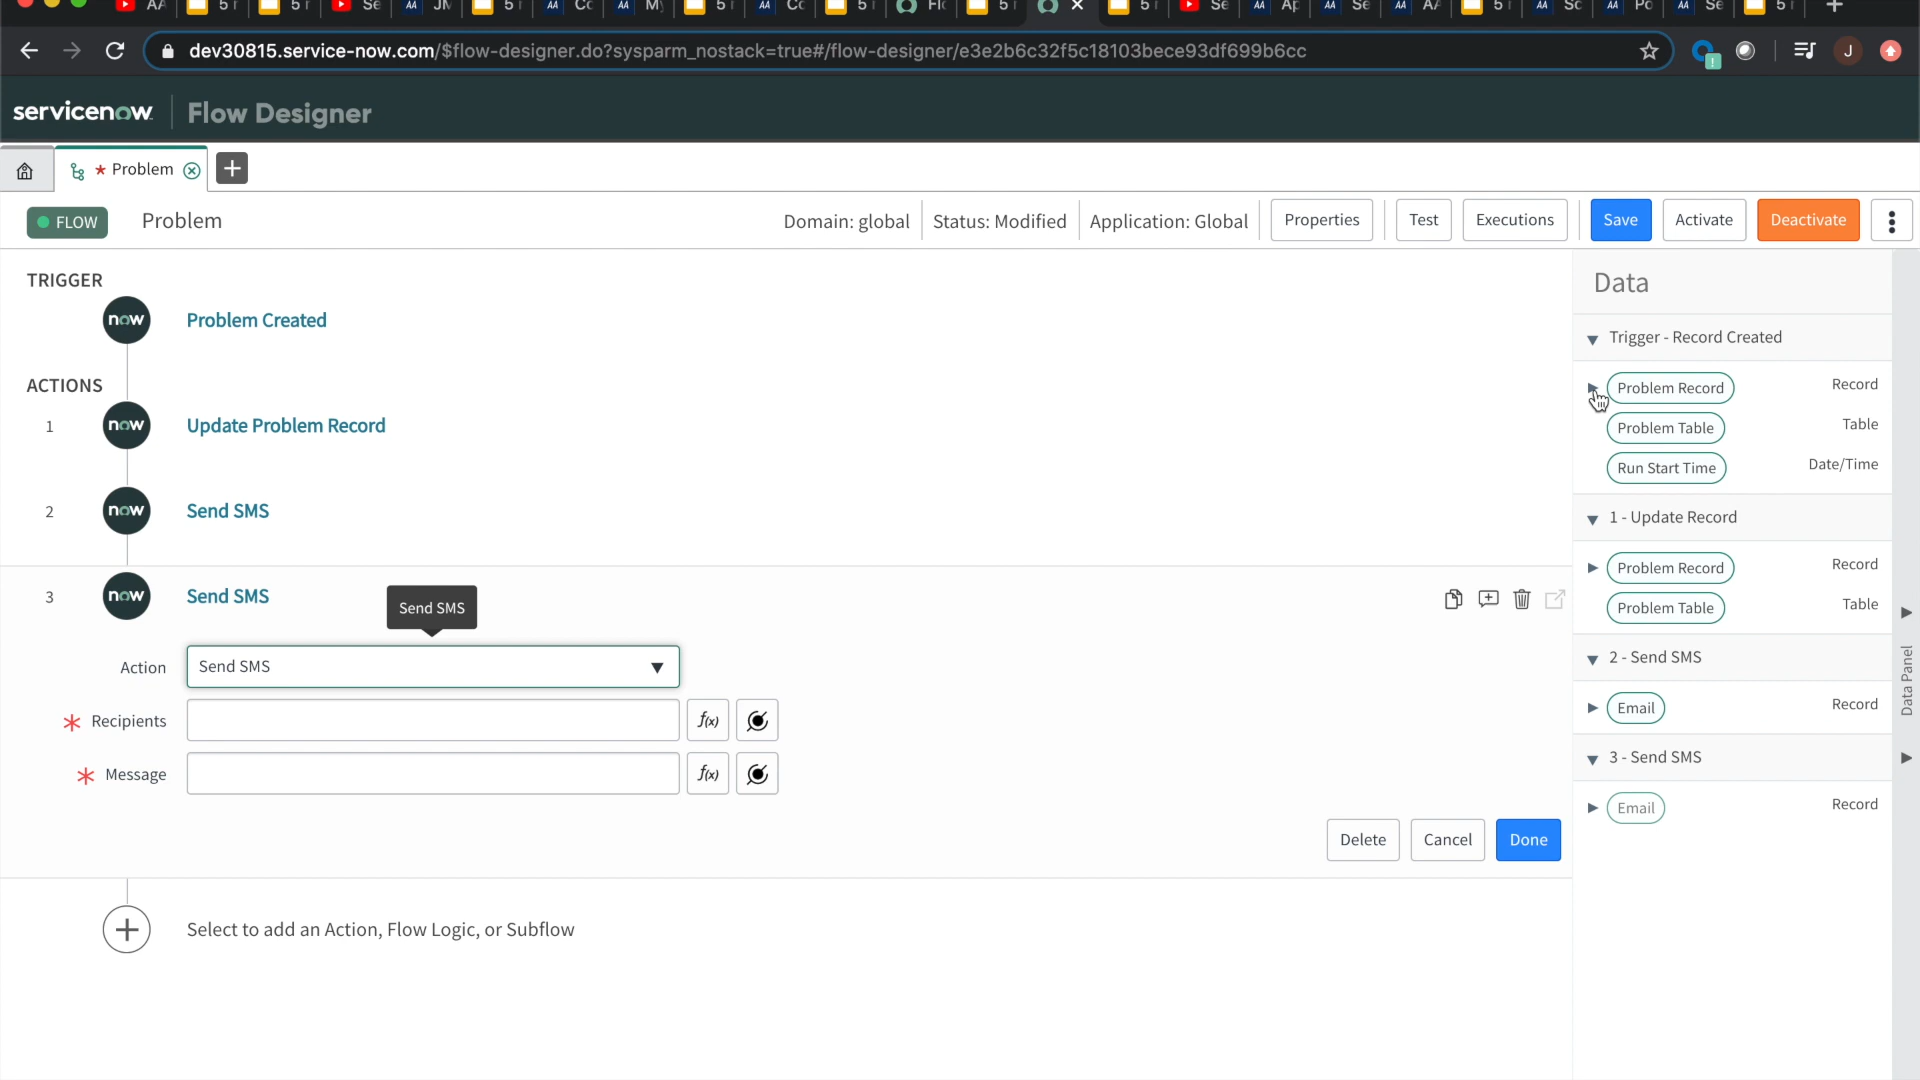 dev30815.service-now.com/$flow-designer.do?sysparm_nostack=true#/flow-designer/e3e2b6c32f5c18103bece93df699b6cc
J
servicenow
Flow Designer
* Problem
FLOW
Problem
Domain: global
Status: Modified
Application: Global
Properties
Test
Executions
Save
Activate
Deactivate
TRIGGER
now
Problem Created
ACTIONS
1
now
Update Problem Record
2
now
Send SMS
3
now
Send SMS
Send SMS
Action
Send SMS
* Recipients
f(x)
* Message
f(x)
Delete
Cancel
Done
Select to add an Action, Flow Logic, or Subflow
Data
Trigger - Record Created
Problem Record
Record
Problem Table
Table
Run Start Time
Date/Time
1 - Update Record
Problem Record
Record
Problem Table
Table
2 - Send SMS
Email
Record
3 - Send SMS
Email
Record
Data Panel